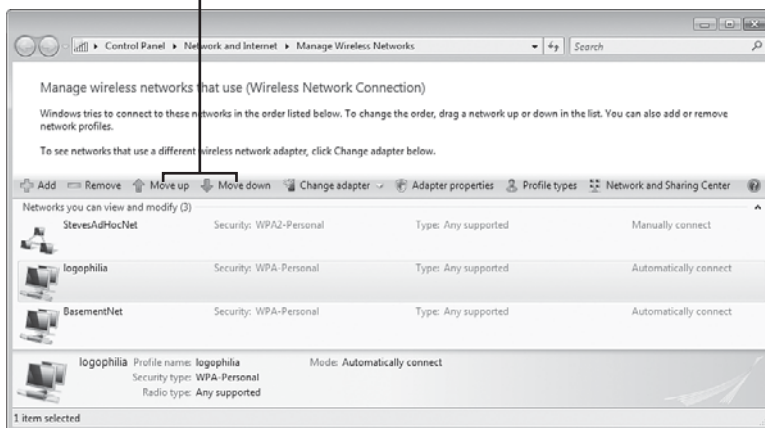 Control Panel ▸ Network and Internet ▸ Manage Wireless Networks
Search
Manage wireless networks that use (Wireless Network Connection)
Windows tries to connect to these networks in the order listed below. To change the order, drag a network up or down in the list. You can also add or remove
network profiles.
To see networks that use a different wireless network adapter, click Change adapter below.
Add Remove Move up Move down Change adapter Adapter properties Profile types Network and Sharing Center
Networks you can view and modify (3)
StevesAdHocNet Security: WPA2-Personal Type: Any supported Manually connect
logophilia Security: WPA-Personal Type: Any supported Automatically connect
BasementNet Security: WPA-Personal Type: Any supported Automatically connect
logophilia Profile name: logophilia Mode: Automatically connect
Security type: WPA-Personal
Radio type: Any supported
1 item selected